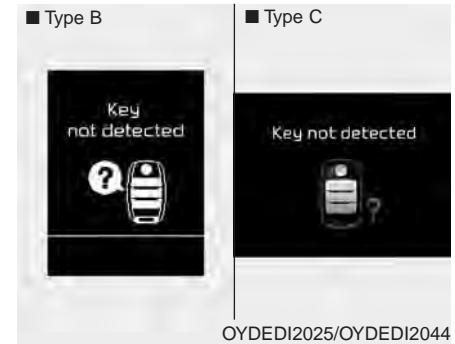 ■ Type B
■ Type C
Key
not detected
?
Key not detected
?
OYDEDI2025/OYDEDI2044